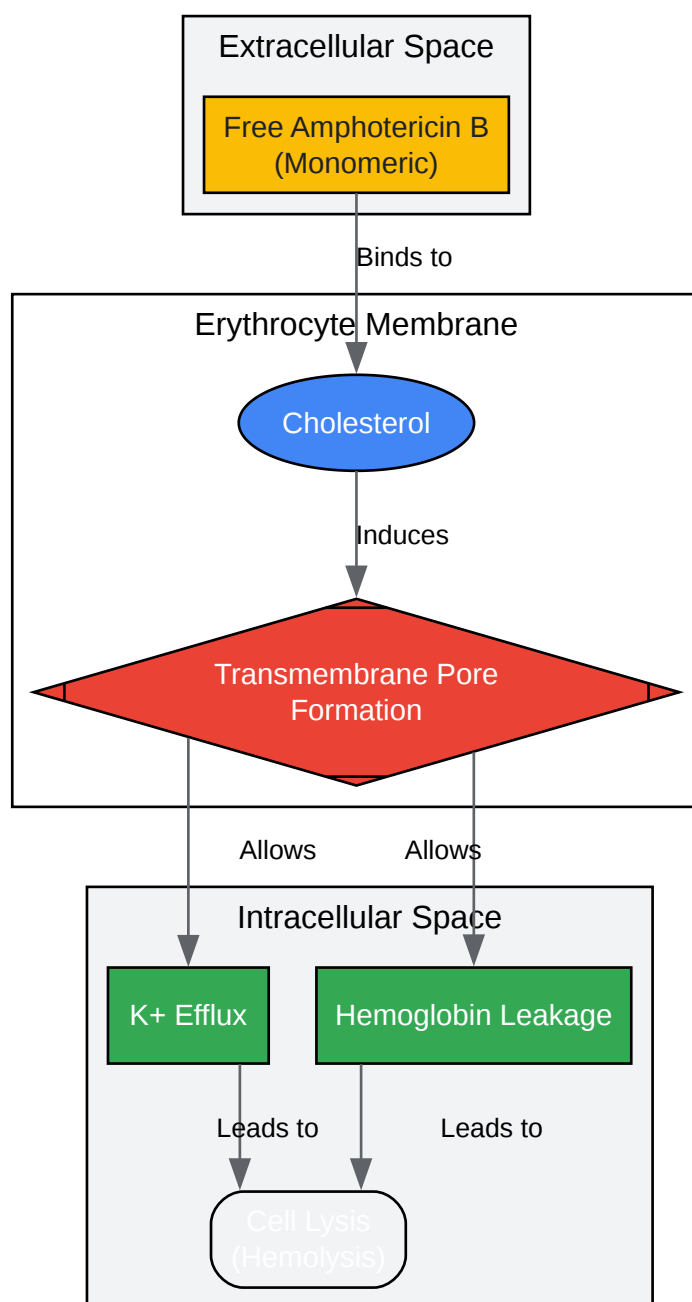 Extracellular Space
Free Amphotericin B
(Monomeric)
Binds to
Erythrocyte Membrane
Cholesterol
Induces
Transmembrane Pore
Formation
Allows
Allows
Intracellular Space
K+ Efflux
Hemoglobin Leakage
Leads to
Leads to
Cell Lysis
(Hemolysis)